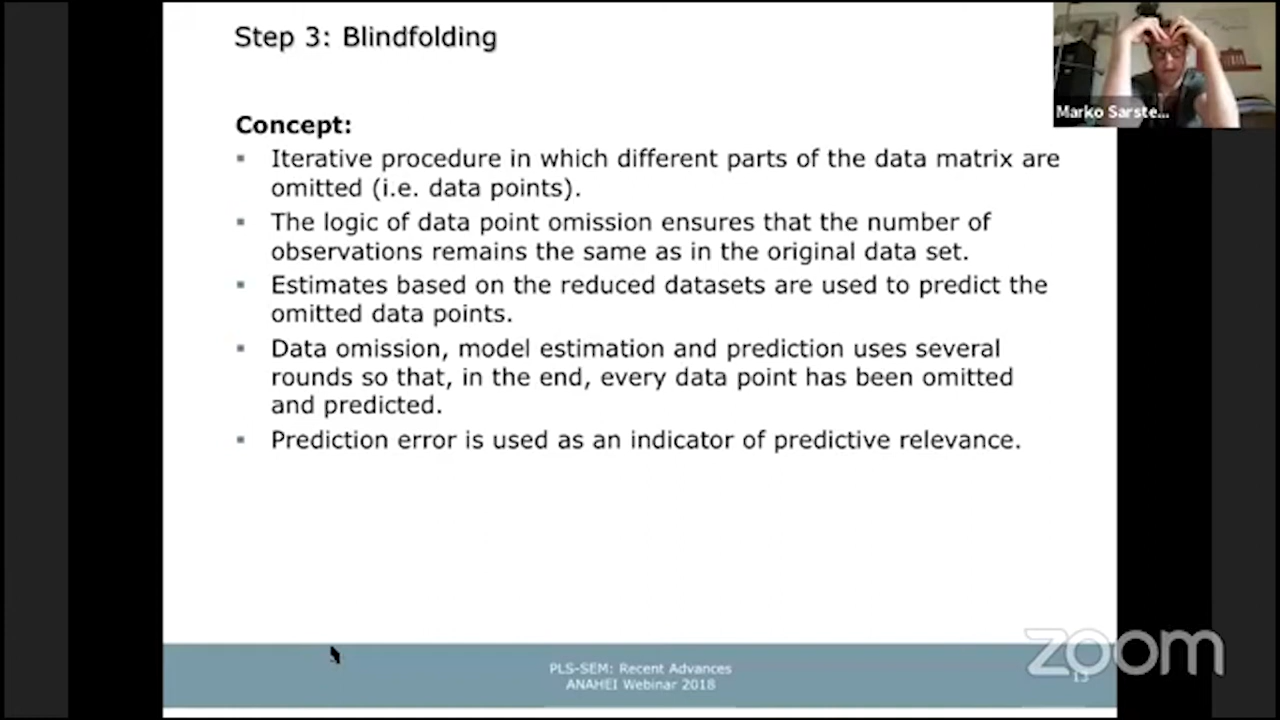 Step 3: Blindfolding
Marko Sarste...
Concept:
▪ Iterative procedure in which different parts of the data matrix are
omitted (i.e. data points).
▪ The logic of data point omission ensures that the number of
observations remains the same as in the original data set.
▪ Estimates based on the reduced datasets are used to predict the
omitted data points.
▪ Data omission, model estimation and prediction uses several
rounds so that, in the end, every data point has been omitted
and predicted.
▪ Prediction error is used as an indicator of predictive relevance.
PLS-SEM: Recent Advances
ANAHEI Webinar 2018
zoom